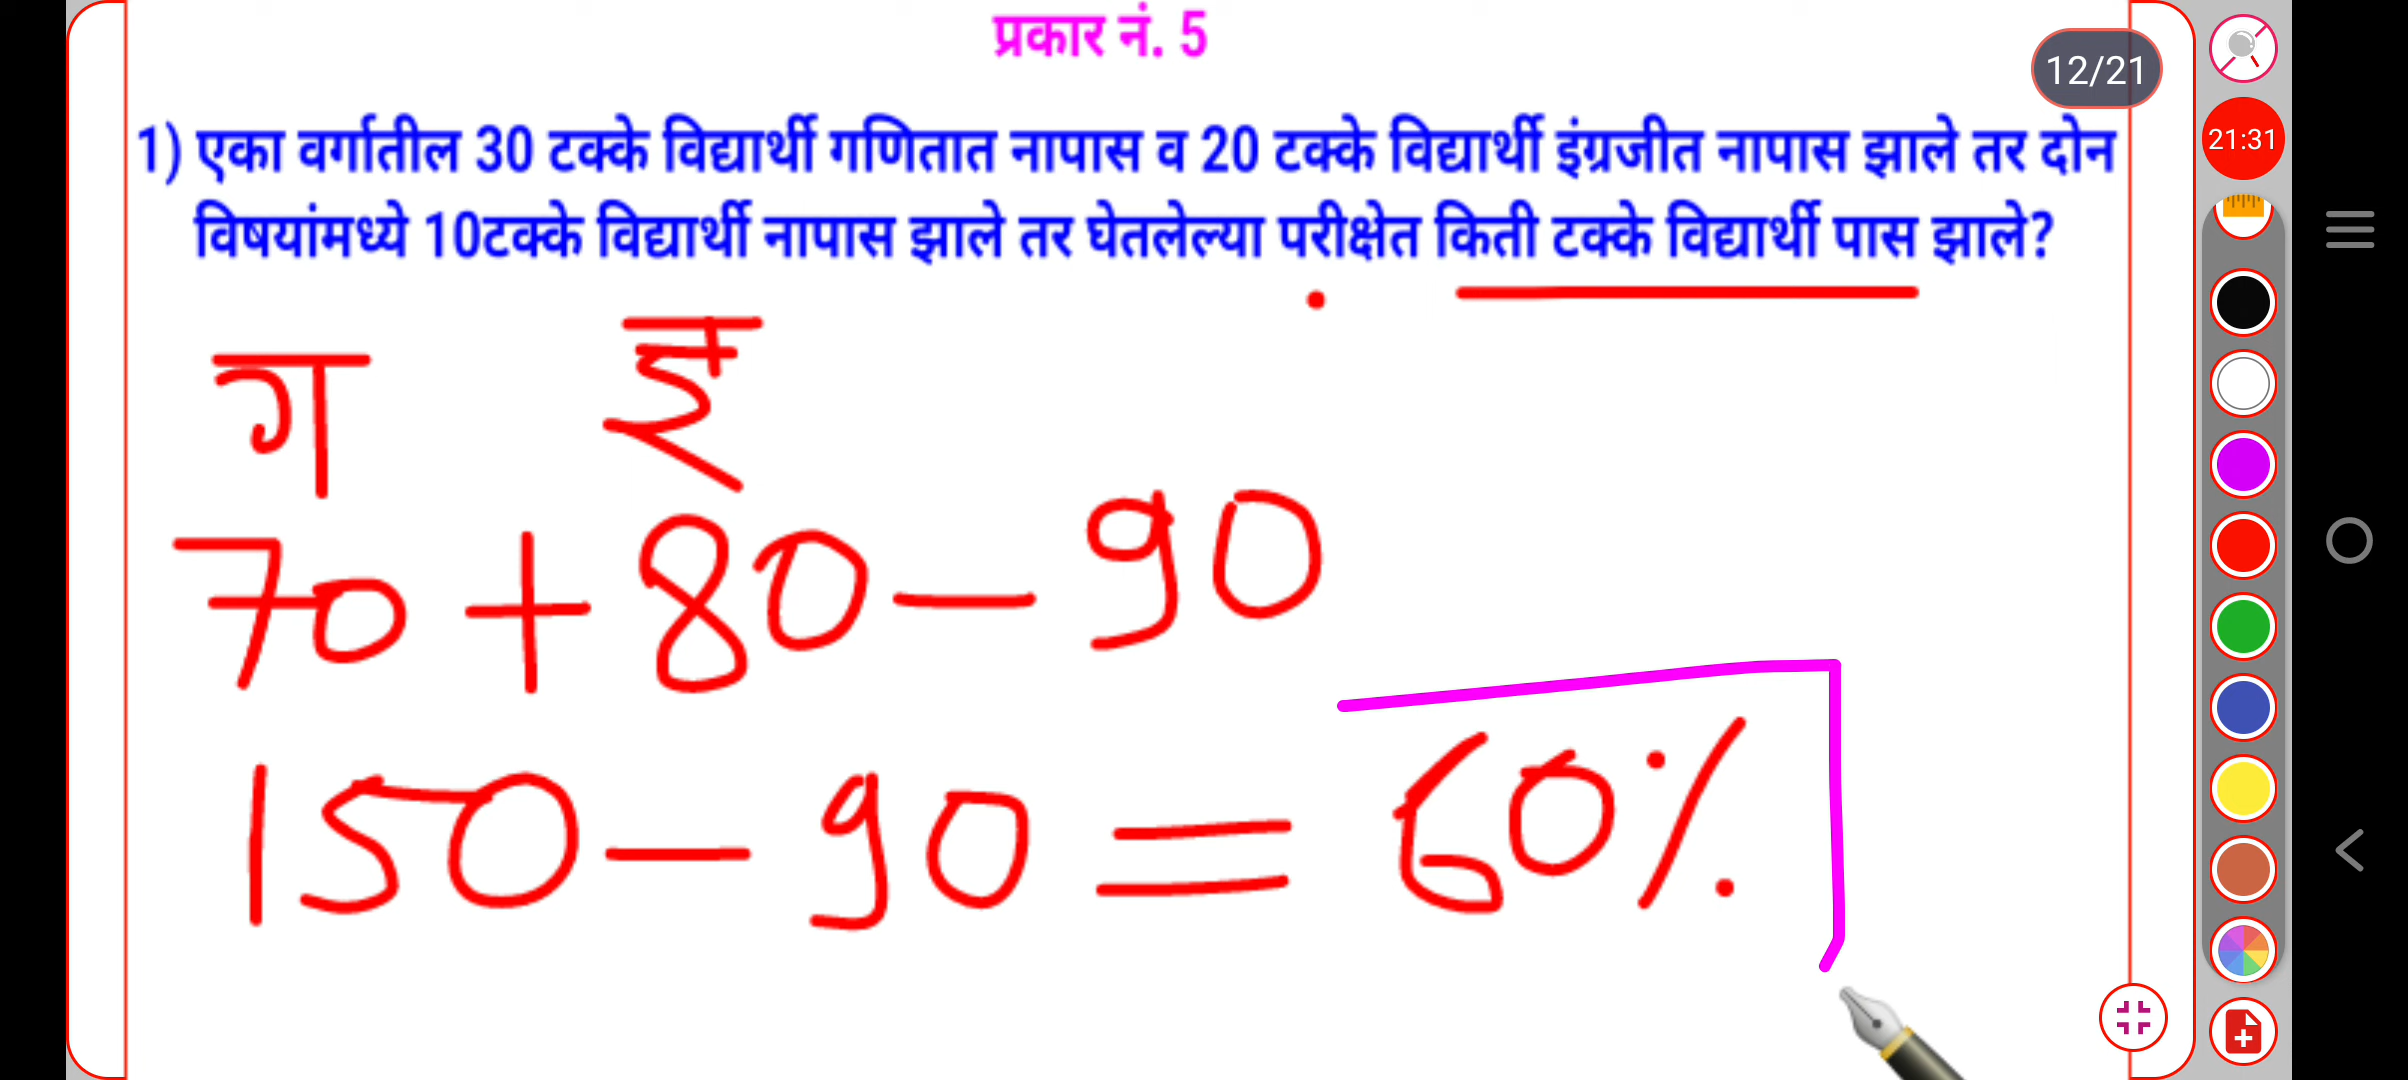 प्रकार नं. 5
12/21
21:31
1) एका वर्गातील 30 टक्के विद्यार्थी गणितात नापास व 20 टक्के विद्यार्थी इंग्रजीत नापास झाले तर दोन
विषयांमध्ये 10टक्के विद्यार्थी नापास झाले तर घेतलेल्या परीक्षेत किती टक्के विद्यार्थी पास झाले?
ग इं
70 + 80 - 90
150 - 90 = 60%